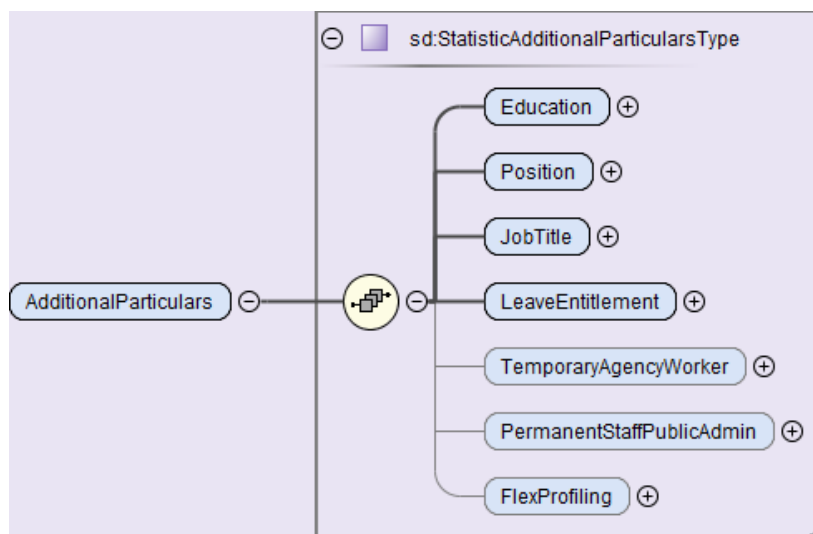 sd:StatisticAdditionalParticularsType
Education
Position
JobTitle
AdditionalParticulars
LeaveEntitlement
TemporaryAgencyWorker
PermanentStaffPublicAdmin
FlexProfiling